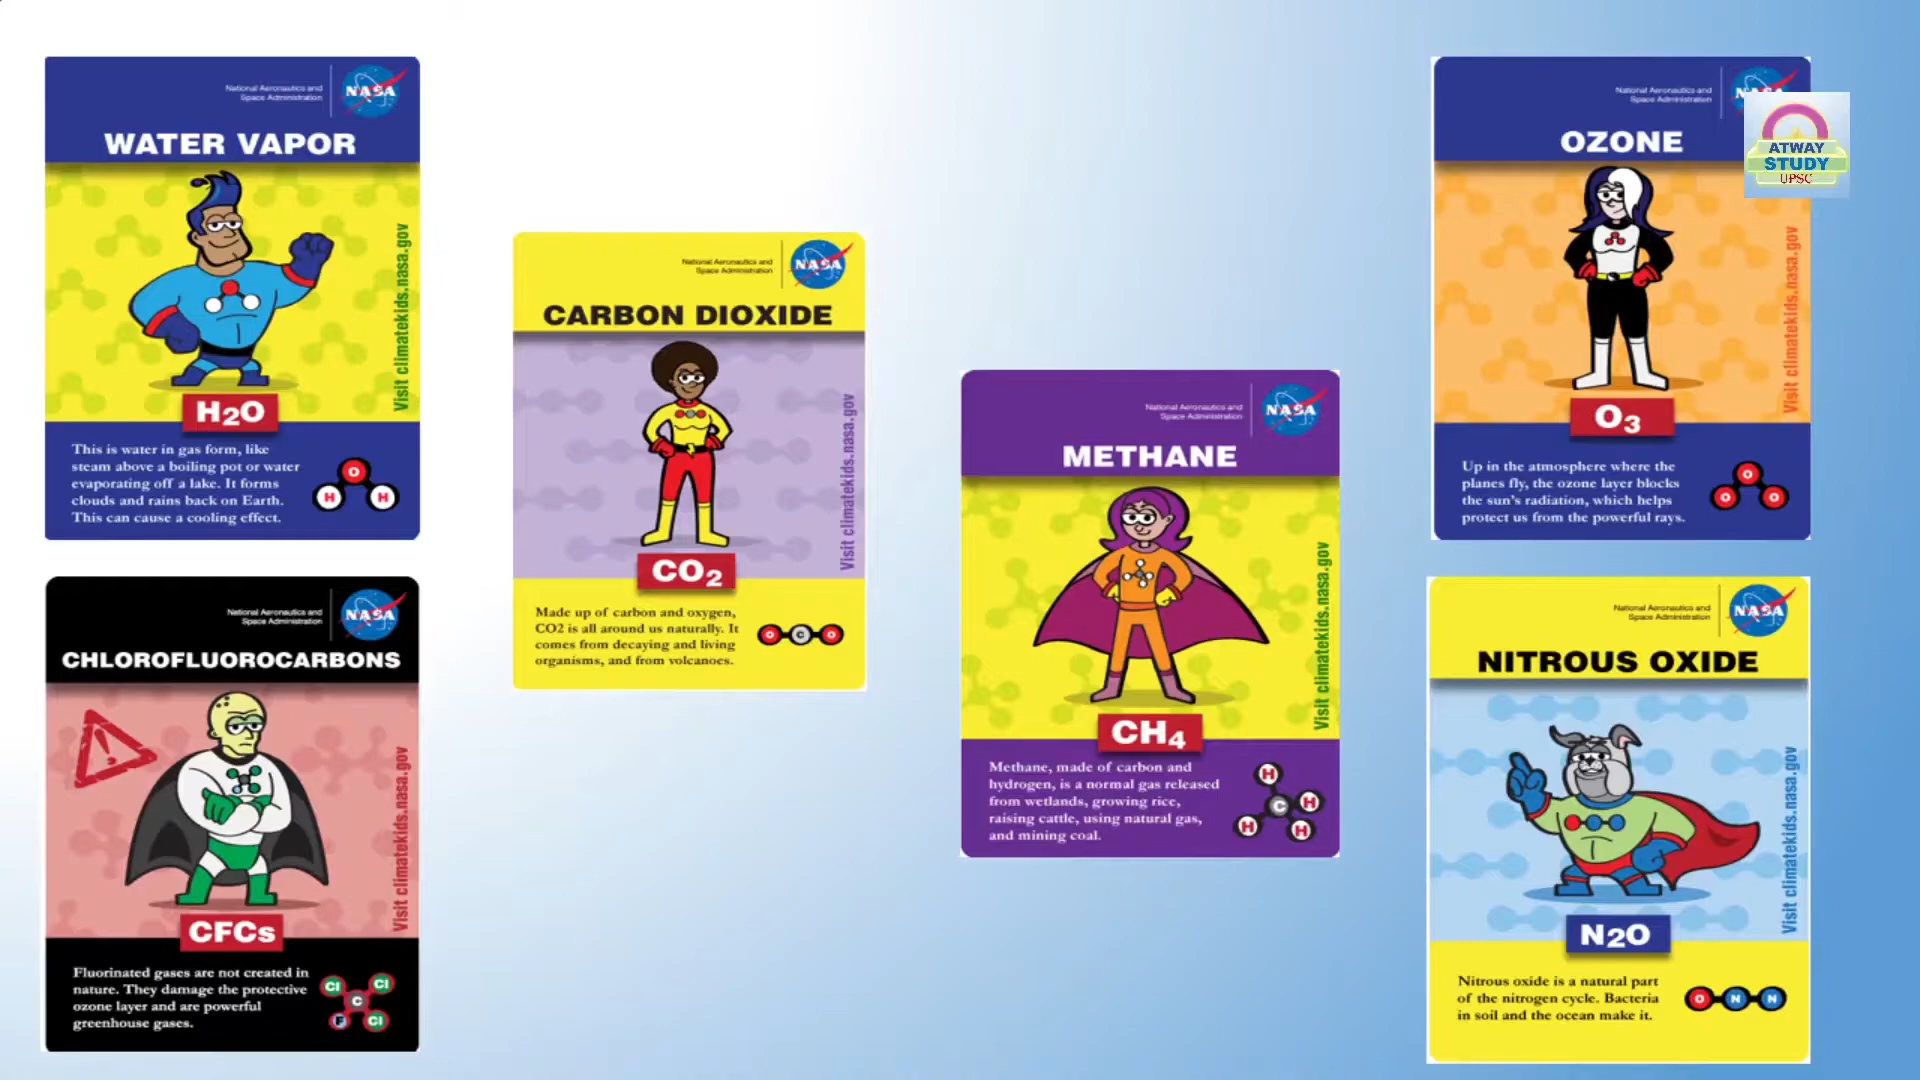 National Aeronautics and
Space Administration
NASA
WATER VAPOR
Visit climatekids.nasa.gov
H2O
This is water in gas form, like
steam above a boiling pot or water
evaporating off a lake. It forms
clouds and rains back on Earth.
This can cause a cooling effect.
O
H H
National Aeronautics and
Space Administration
NASA
CHLOROFLUOROCARBONS
!
Visit climatekids.nasa.gov
CFCs
Fluorinated gases are not created in
nature. They damage the protective
ozone layer and are powerful
greenhouse gases.
Cl Cl
C
F Cl
National Aeronautics and
Space Administration
NASA
CARBON DIOXIDE
Visit climatekids.nasa.gov
CO2
Made up of carbon and oxygen,
CO2 is all around us naturally. It
comes from decaying and living
organisms, and from volcanoes.
O C O
National Aeronautics and
Space Administration
NASA
METHANE
Visit climatekids.nasa.gov
CH4
Methane, made of carbon and
hydrogen, is a normal gas released
from wetlands, growing rice,
raising cattle, using natural gas,
and mining coal.
H
C H
H H
National Aeronautics and
Space Administration
NASA
OZONE
ATWAY
STUDY
UPSC
Visit climatekids.nasa.gov
O3
Up in the atmosphere where the
planes fly, the ozone layer blocks
the sun's radiation, which helps
protect us from the powerful rays.
O
O O
National Aeronautics and
Space Administration
NASA
NITROUS OXIDE
Visit climatekids.nasa.gov
N2O
Nitrous oxide is a natural part
of the nitrogen cycle. Bacteria
in soil and the ocean make it.
O N N